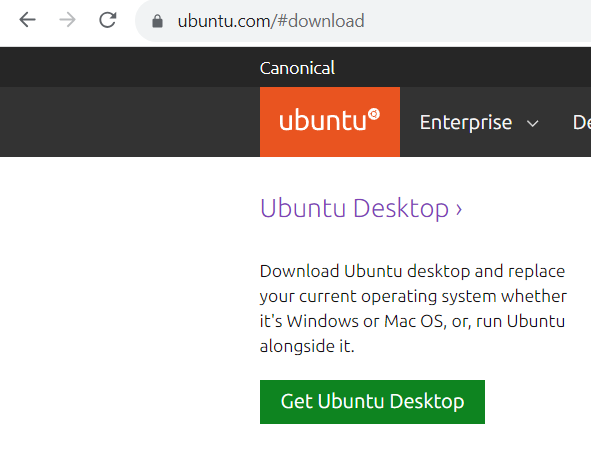 ubuntu.com/#download
Canonical
ubuntu Enterprise De
Ubuntu Desktop ›
Download Ubuntu desktop and replace
your current operating system whether
it's Windows or Mac OS, or, run Ubuntu
alongside it.
Get Ubuntu Desktop